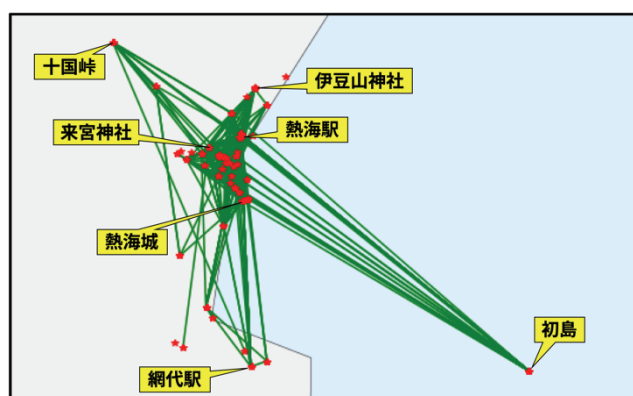 十国峠
伊豆山神社
来宮神社
熱海駅
熱海城
初島
網代駅